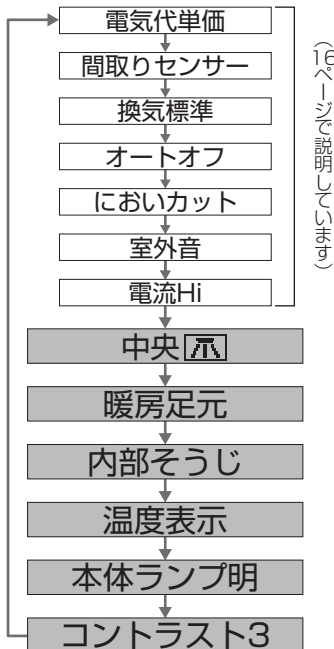 電気代単価
間取りセンサー
換気標準
オートオフ
においカット
室外音
電流Hi
(16ページで説明しています)
中央
暖房足元
内部そうじ
温度表示
本体ランプ明
コントラスト3